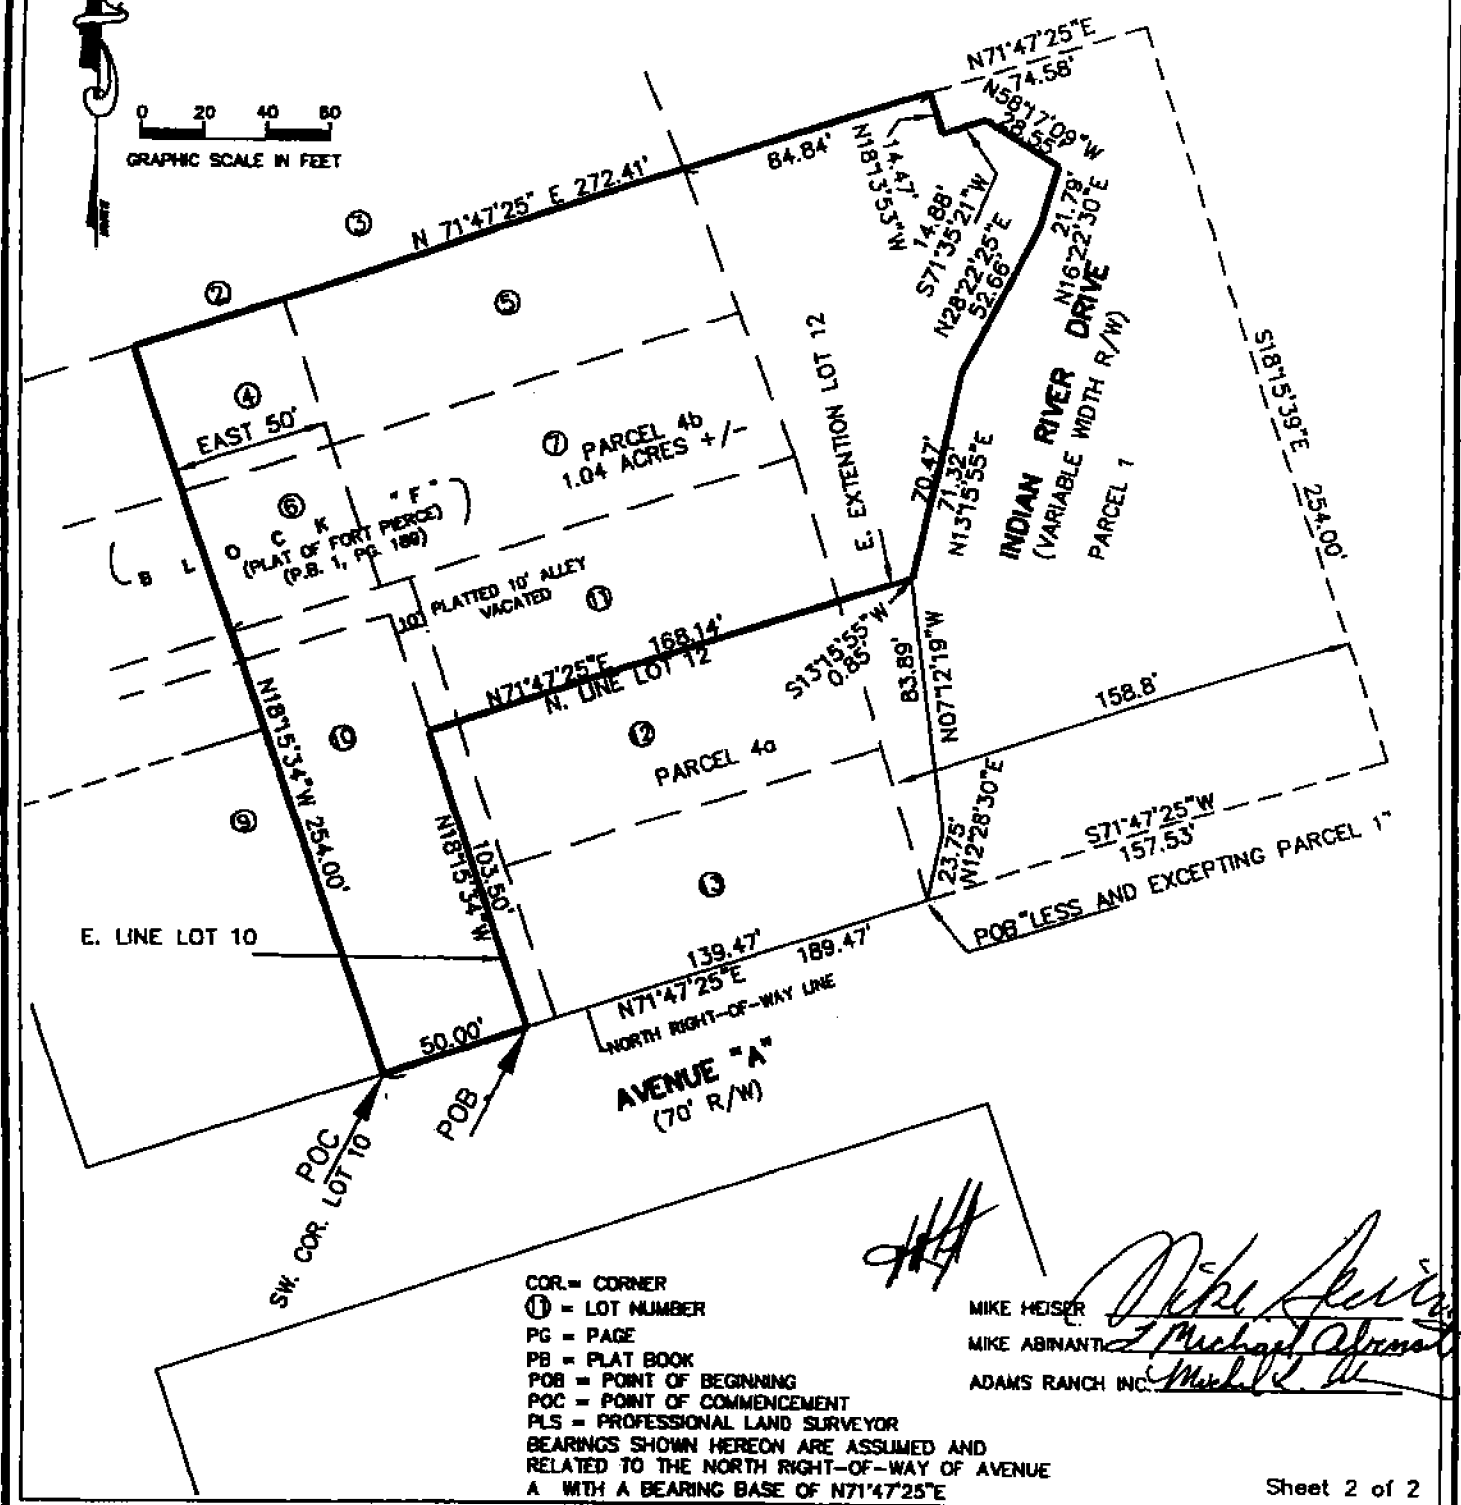 0 20 40 60
GRAPHIC SCALE IN FEET
N71°47'25"E
74.58'
N58°17'09"W
28.55'
84.84'
14.47'
N18°13'53"W
14.88'
S71°35'21"W
21.79'
N16°22'30"E
N28°22'25"E
52.66'
N 71°47'25" E 272.41'
3
2
5
4
EAST 50'
7 PARCEL 4b
1.04 ACRES +/-
6
B L O C K "F"
(PLAT OF FORT PIERCE)
(P.B. 1, PG. 189)
E. EXTENTION LOT 12
70.47'
71.32'
N13°15'55"E
INDIAN RIVER DRIVE
(VARIABLE WIDTH R/W)
PARCEL 1
S18°15'39"E 254.00'
10' PLATTED 10' ALLEY
VACATED
11
N71°47'25"E 168.14'
N. LINE LOT 12
S13°15'55"W
0.85'
83.89'
N07°12'19"W
158.8'
N18°15'34"W 254.00'
10
12
PARCEL 4a
9
N18°15'34"W
103.50'
13
23.75'
N12°28'30"E
S71°47'25"W
157.53'
POB "LESS AND EXCEPTING PARCEL 1"
E. LINE LOT 10
139.47' 189.47'
N71°47'25"E
NORTH RIGHT-OF-WAY LINE
50.00'
AVENUE "A"
(70' R/W)
POB
POC
SW. COR. LOT 10
COR.= CORNER
11 = LOT NUMBER
PG = PAGE
PB = PLAT BOOK
POB = POINT OF BEGINNING
POC = POINT OF COMMENCEMENT
PLS = PROFESSIONAL LAND SURVEYOR
BEARINGS SHOWN HEREON ARE ASSUMED AND
RELATED TO THE NORTH RIGHT-OF-WAY OF AVENUE
A WITH A BEARING BASE OF N71°47'25"E
MIKE HEISER Mike Heiser
MIKE ABINANTI
ADAMS RANCH INC.
Sheet 2 of 2